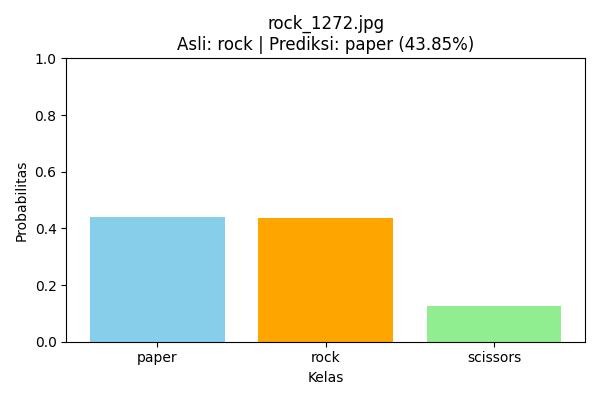 rock_1272.jpg
Asli: rock | Prediksi: paper (43.85%)
1.0
0.8
0.6
0.4
0.2
0.0
Probabilitas
paper rock scissors
Kelas